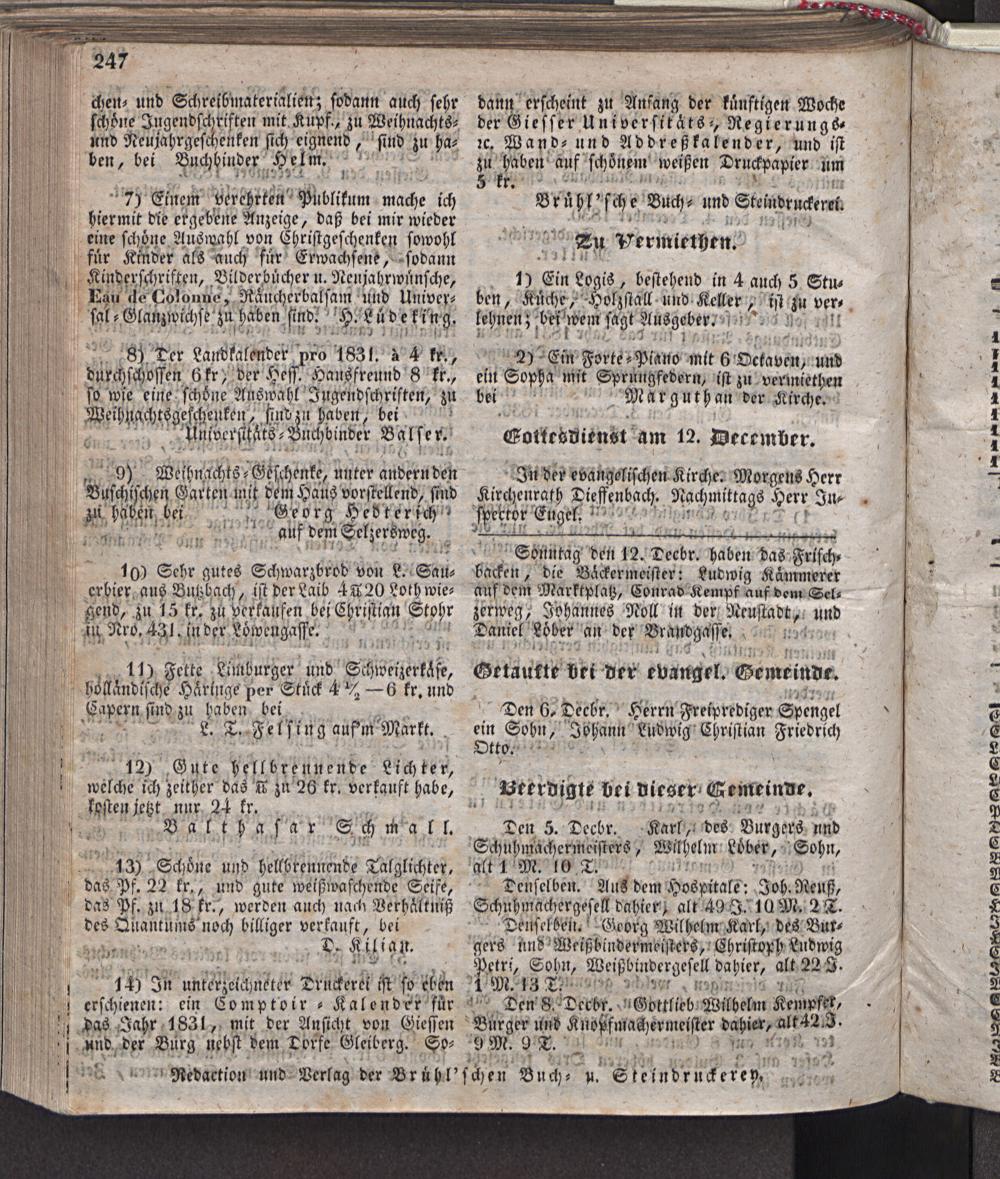 247
chen- und Schreibmaterialien; sodann auch sehr
schöne Jugendschriften mit Kupf., zu Weihnachts-
und Neujahrgeschenken sich eignend, sind zu ha-
ben, bei Buchbinder Helm.
7) Einem verehrten Publikum mache ich
hiermit die ergebene Anzeige, daß bei mir wieder
eine schöne Auswahl von Christgeschenken sowohl
für Kinder als auch für Erwachsene, sodann
Kinderschriften, Bilderbücher u. Neujahrwünsche,
Eau de Colonne, Räucherbalsam und Univer-
sal-Glanzwichse zu haben sind. H. Lüdeking.
8) Der Landkalender pro 1831. à 4 kr.,
durchschossen 6 kr, der Hess. Hausfreund 8 kr.,
so wie eine schöne Auswahl Jugendschriften, zu
Weihnachtsgeschenken, sind zu haben, bei
Universitäts-Buchbinder Balser.
9) Weihnachts-Geschenke, unter andern den
Buschischen Garten mit dem Haus vorstellend, sind
zu haben bei Georg Hedterich
auf dem Selzersweg.
10) Sehr gutes Schwarzbrod von L. Sau-
erbier aus Butzbach, ist der Laib 4 ℔ 20 Loth wie-
gend, zu 15 kr. zu verkaufen bei Christian Stohr
in Nro. 431. in der Löwengasse.
11) Fette Limburger und Schweizerkäse,
holländische Häringe per Stück 4 ½ — 6 kr. und
Capern sind zu haben bei
L. T. Felsing auf'm Markt.
12) Gute hellbrennende Lichter,
welche ich zeither das ℔ zu 26 kr. verkauft habe,
kosten jetzt nur 24 kr.
Balthasar Schmall.
13) Schöne und hellbrennende Talglichter,
das Pf. 22 kr., und gute weißwaschende Seife,
das Pf. zu 18 kr., werden auch nach Verhältniß
des Quantums noch billiger verkauft, bei
D. Kilian.
14) In unterzeichneter Druckerei ist so eben
erschienen: ein Comptoir-Kalender für
das Jahr 1831, mit der Ansicht von Giessen
und der Burg nebst dem Dorfe Gleiberg. So-
dann erscheint zu Anfang der künftigen Woche
der Giesser Universitäts-, Regierungs-
ꝛc. Wand- und Addreßkalender, und ist
zu haben auf schönem weißen Druckpapier um
5 kr.
Brühl'sche Buch- und Steindruckerei.
Zu Vermiethen.
1) Ein Logis, bestehend in 4 auch 5 Stu-
ben, Küche, Holzstall und Keller, ist zu ver-
lehnen; bei wem sagt Ausgeber.
2) Ein Forte-Piano mit 6 Octaven, und
ein Sopha mit Sprungfedern, ist zu vermiethen
bei Marguth an der Kirche.
Gottesdienst am 12. December.
In der evangelischen Kirche. Morgens Herr
Kirchenrath Dieffenbach. Nachmittags Herr In-
spector Engel.
Sonntag den 12. Decbr. haben das Frisch-
backen, die Bäckermeister: Ludwig Kämmerer
auf dem Marktplatz, Conrad Kempf auf dem Sel-
zerweg, Johannes Noll in der Neustadt, und
Daniel Löber an der Brandgasse.
Getaufte bei der evangel. Gemeinde.
Den 6. Decbr. Herrn Freiprediger Spengel
ein Sohn, Johann Ludwig Christian Friedrich
Otto.
Beerdigte bei dieser Gemeinde.
Den 5. Decbr. Karl, des Burgers und
Schuhmachermeisters, Wilhelm Löber, Sohn,
alt 1 M. 10 T.
Denselben. Aus dem Hospitale: Joh. Reuß,
Schuhmachergesell dahier, alt 49 J. 10 M. 2 T.
Denselben. Georg Wilhelm Karl, des Bur-
gers und Weißbindermeisters, Christoph Ludwig
Petri, Sohn, Weißbindergesell dahier, alt 22 J.
1 M. 13 T.
Den 8. Decbr. Gottlieb Wilhelm Kempfer,
Burger und Knopfmachermeister dahier, alt 42 J.
9 M. 9 T.
Redaction und Verlag der Brühl'schen Buch- u. Steindruckerey.